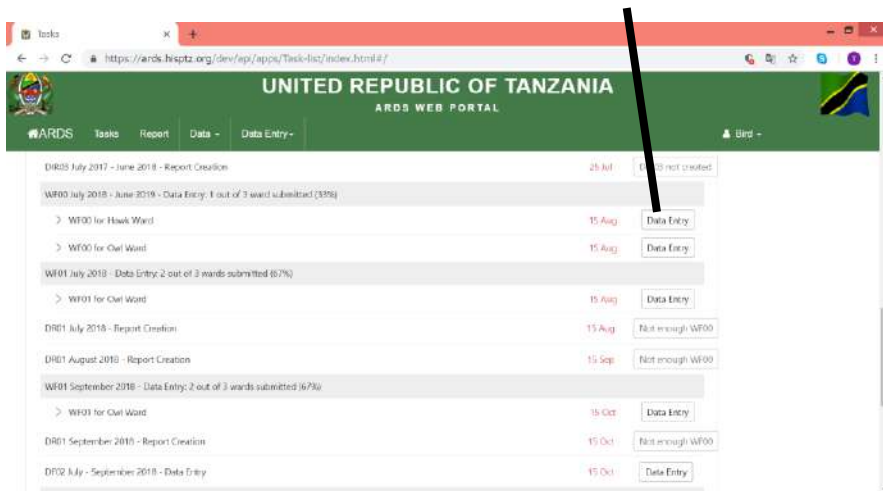 Tasks
https://ards.hisptz.org/dev/api/apps/Task-list/index.html#/
UNITED REPUBLIC OF TANZANIA
ARDS WEB PORTAL
ARDS Tasks Report Data Data Entry Bird
DIR03 July 2017 - June 2018 - Report Creation 25 Jul not created
WF00 July 2018 - June 2019 - Data Entry: 1 out of 3 ward submitted (33%)
WF00 for Hawk Ward 15 Aug Data Entry
WF00 for Owl Ward 15 Aug Data Entry
WF01 July 2018 - Data Entry: 2 out of 3 wards submitted (67%)
WF01 for Owl Ward 15 Aug Data Entry
DR01 July 2018 - Report Creation 15 Aug Not enough WF00
DR01 August 2018 - Report Creation 15 Sep Not enough WF00
WF01 September 2018 - Data Entry: 2 out of 3 wards submitted (67%)
WF01 for Owl Ward 15 Oct Data Entry
DR01 September 2018 - Report Creation 15 Oct Not enough WF00
DF02 July - September 2018 - Data Entry 15 Oct Data Entry